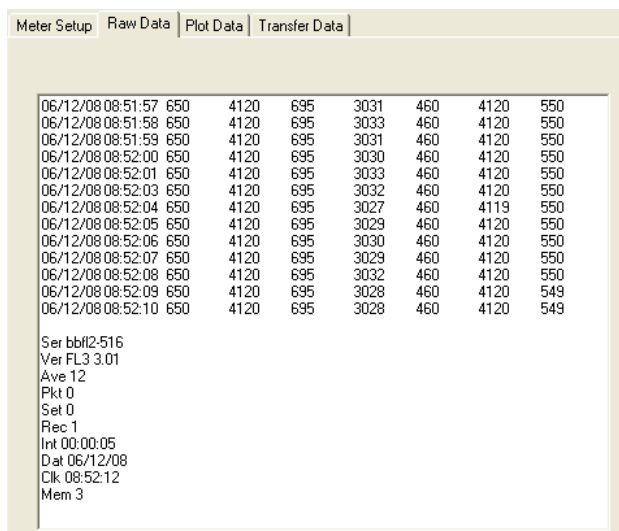 Meter Setup Raw Data Plot Data Transfer Data
06/12/08 08:51:57 650 4120 695 3031 460 4120 550
06/12/08 08:51:58 650 4120 695 3033 460 4120 550
06/12/08 08:51:59 650 4120 695 3031 460 4120 550
06/12/08 08:52:00 650 4120 695 3030 460 4120 550
06/12/08 08:52:01 650 4120 695 3033 460 4120 550
06/12/08 08:52:03 650 4120 695 3032 460 4120 550
06/12/08 08:52:04 650 4120 695 3027 460 4119 550
06/12/08 08:52:05 650 4120 695 3029 460 4120 550
06/12/08 08:52:06 650 4120 695 3030 460 4120 550
06/12/08 08:52:07 650 4120 695 3029 460 4120 550
06/12/08 08:52:08 650 4120 695 3032 460 4120 550
06/12/08 08:52:09 650 4120 695 3028 460 4120 549
06/12/08 08:52:10 650 4120 695 3028 460 4120 549
Ser bbfl2-516
Ver FL3 3.01
Ave 12
Pkt 0
Set 0
Rec 1
Int 00:00:05
Dat 06/12/08
Clk 08:52:12
Mem 3